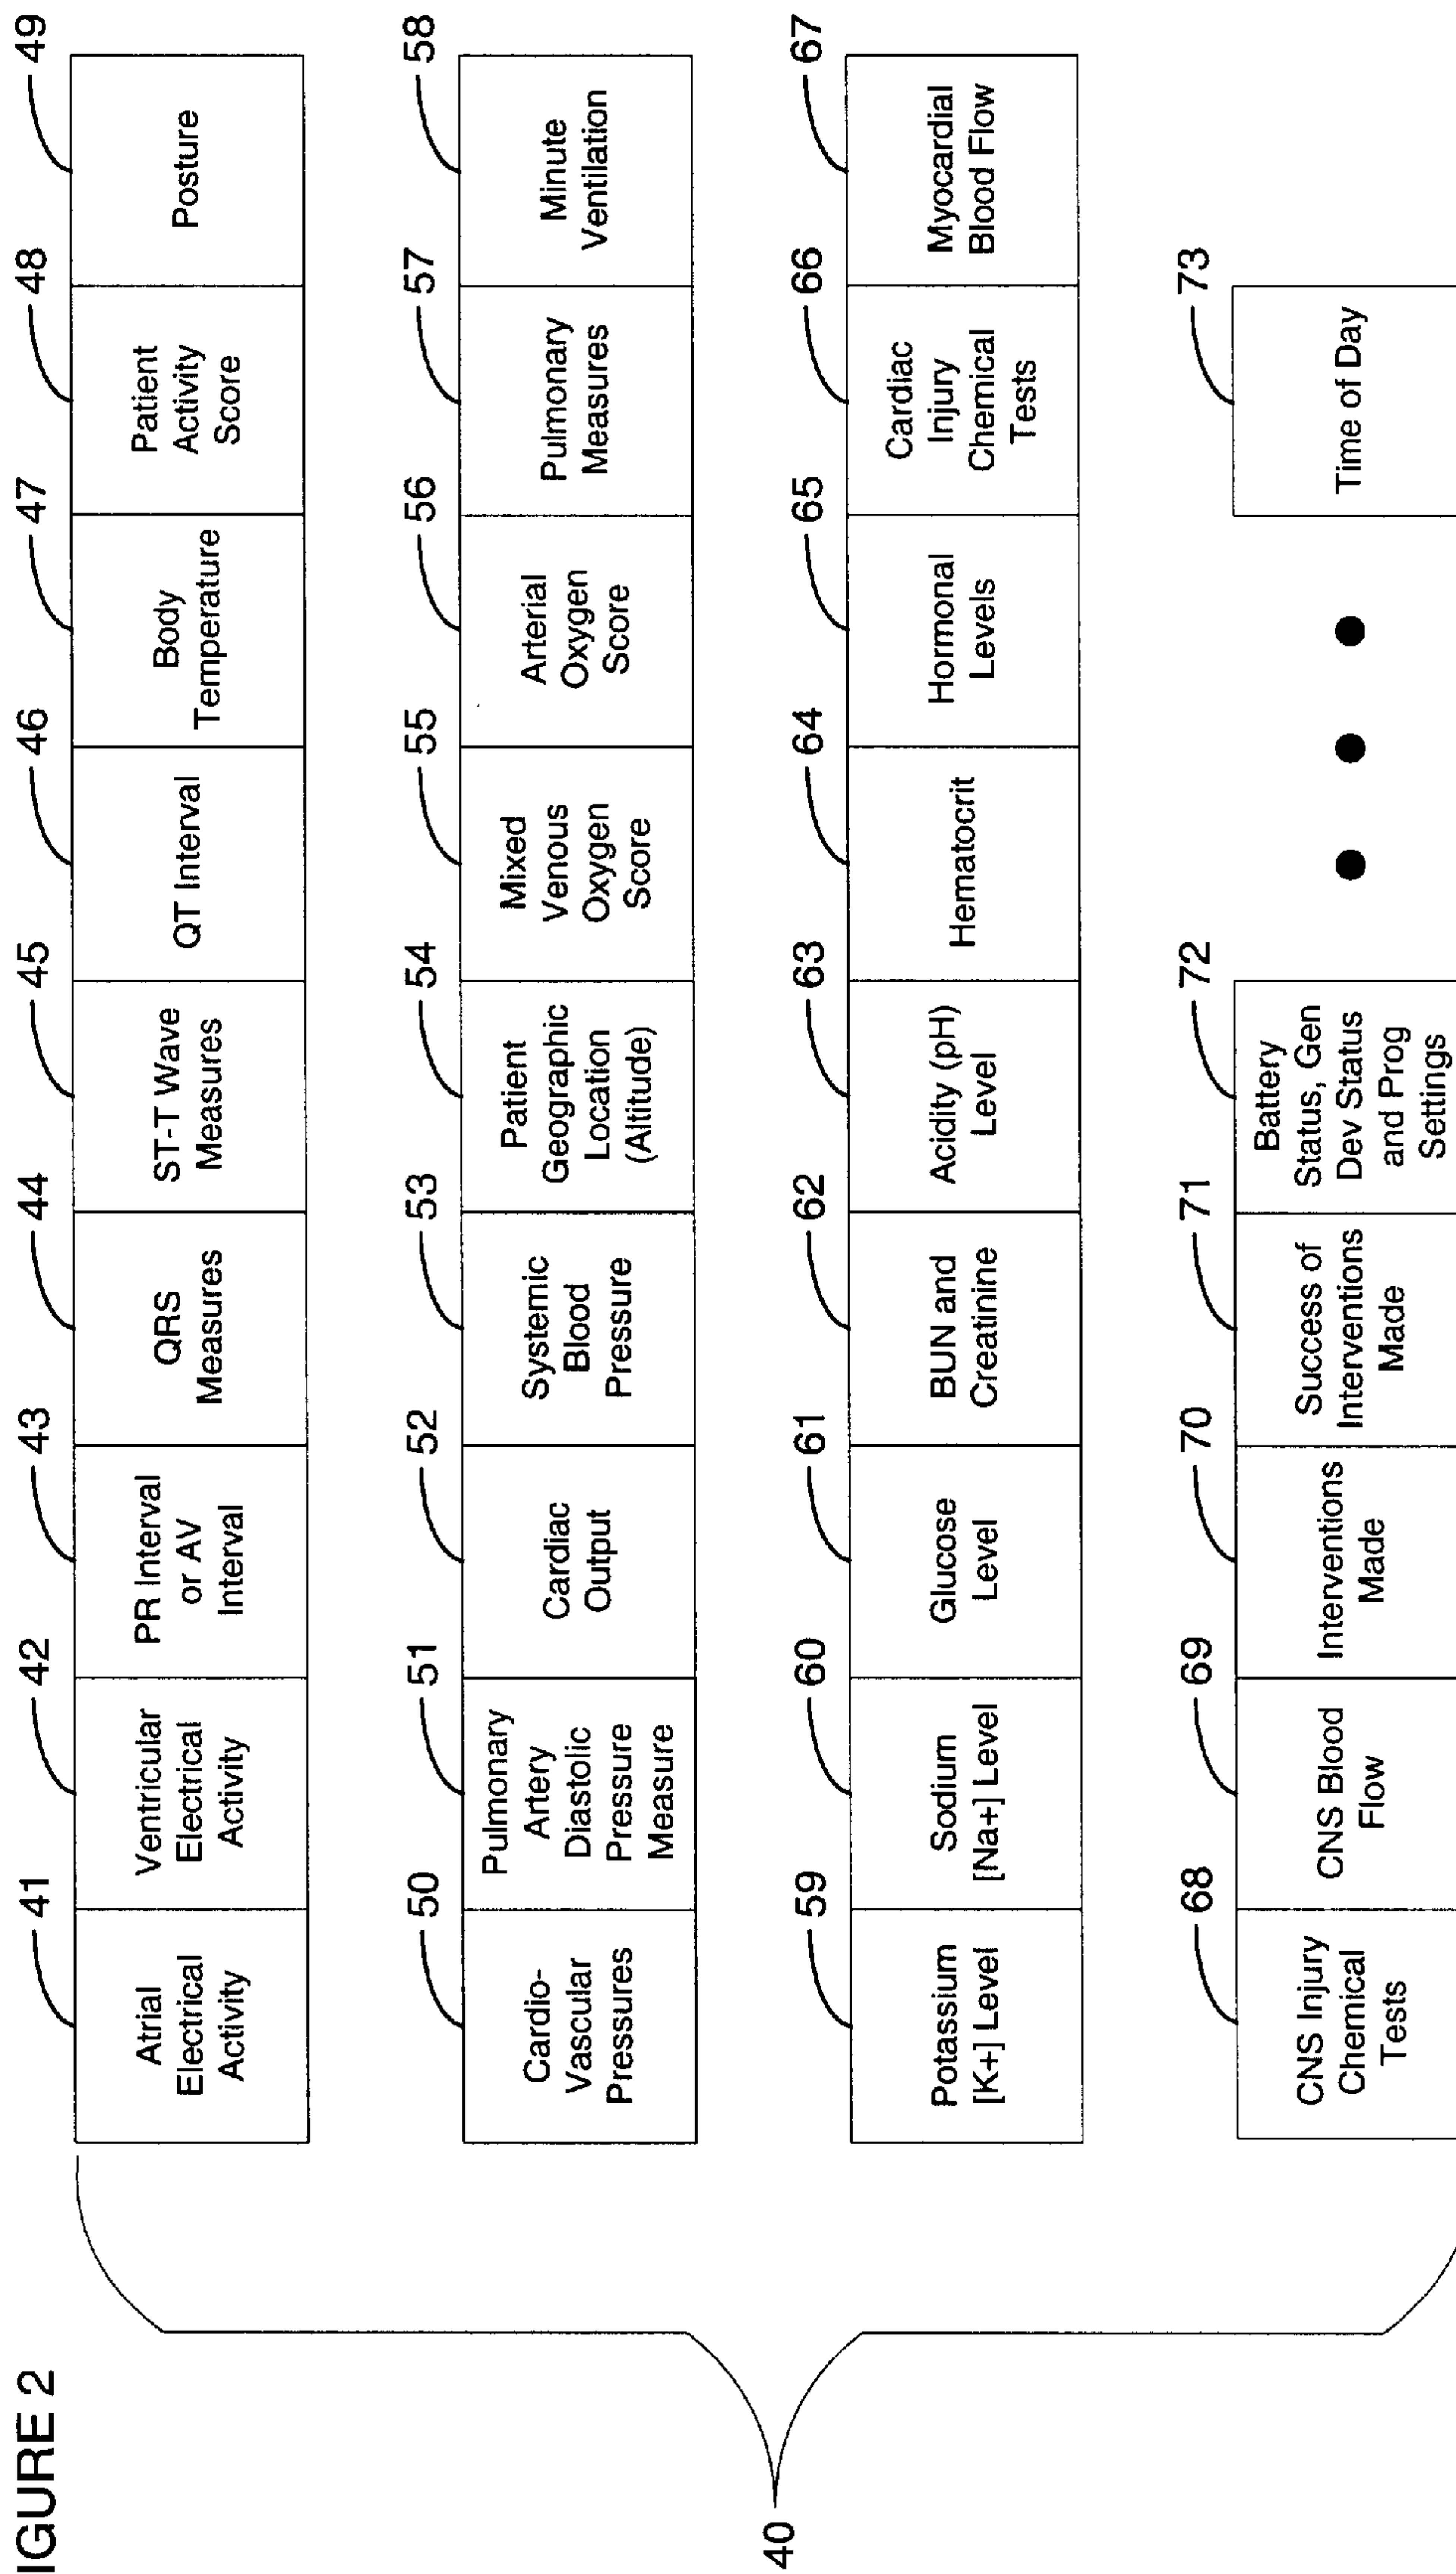 IGURE 2
40
41
Atrial
Electrical
Activity
42
Ventricular
Electrical
Activity
43
PR Interval
or AV
Interval
44
QRS
Measures
45
ST-T Wave
Measures
46
QT Interval
47
Body
Temperature
48
Patient
Activity
Score
49
Posture
50
Cardio-
Vascular
Pressures
51
Pulmonary
Artery
Diastolic
Pressure
Measure
52
Cardiac
Output
53
Systemic
Blood
Pressure
54
Patient
Geographic
Location
(Altitude)
55
Mixed
Venous
Oxygen
Score
56
Arterial
Oxygen
Score
57
Pulmonary
Measures
58
Minute
Ventilation
59
Potassium
[K+] Level
60
Sodium
[Na+] Level
61
Glucose
Level
62
BUN and
Creatinine
63
Acidity (pH)
Level
64
Hematocrit
65
Hormonal
Levels
66
Cardiac
Injury
Chemical
Tests
67
Myocardial
Blood Flow
68
CNS Injury
Chemical
Tests
69
CNS Blood
Flow
70
Interventions
Made
71
Success of
Interventions
Made
72
Battery
Status, Gen
Dev Status
and Prog
Settings
73
Time of Day